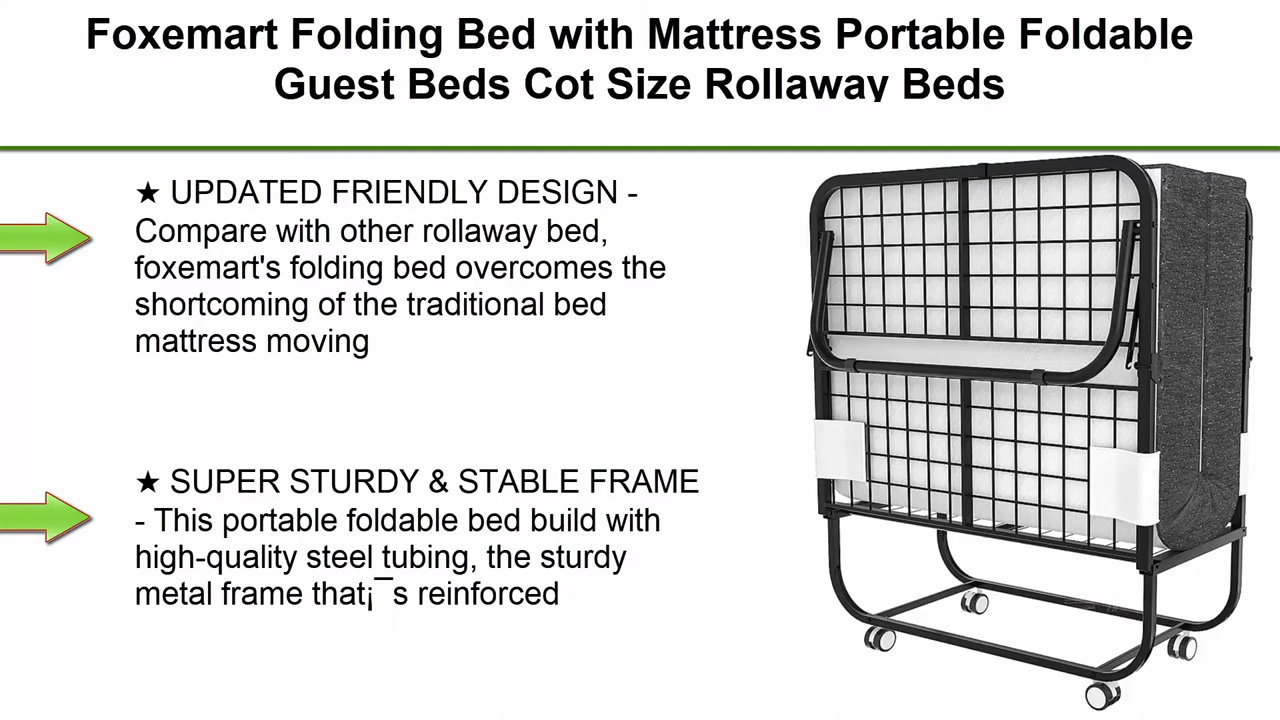 Foxemart Folding Bed with Mattress Portable Foldable
Guest Beds Cot Size Rollaway Beds
★ UPDATED FRIENDLY DESIGN -
Compare with other rollaway bed,
foxemart's folding bed overcomes the
shortcoming of the traditional bed
mattress moving
★ SUPER STURDY & STABLE FRAME
- This portable foldable bed build with
high-quality steel tubing, the sturdy
metal frame that¡¯s reinforced